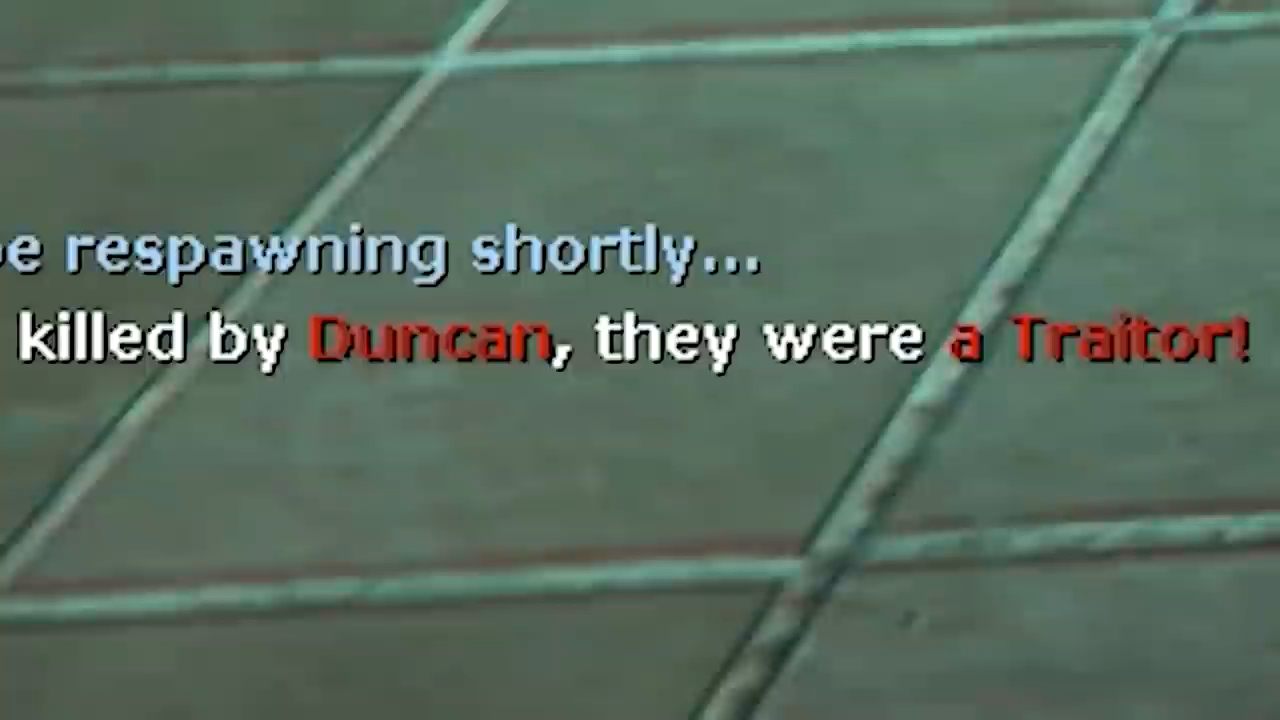 respawning shortly...
killed by Duncan, they were a Traitor!